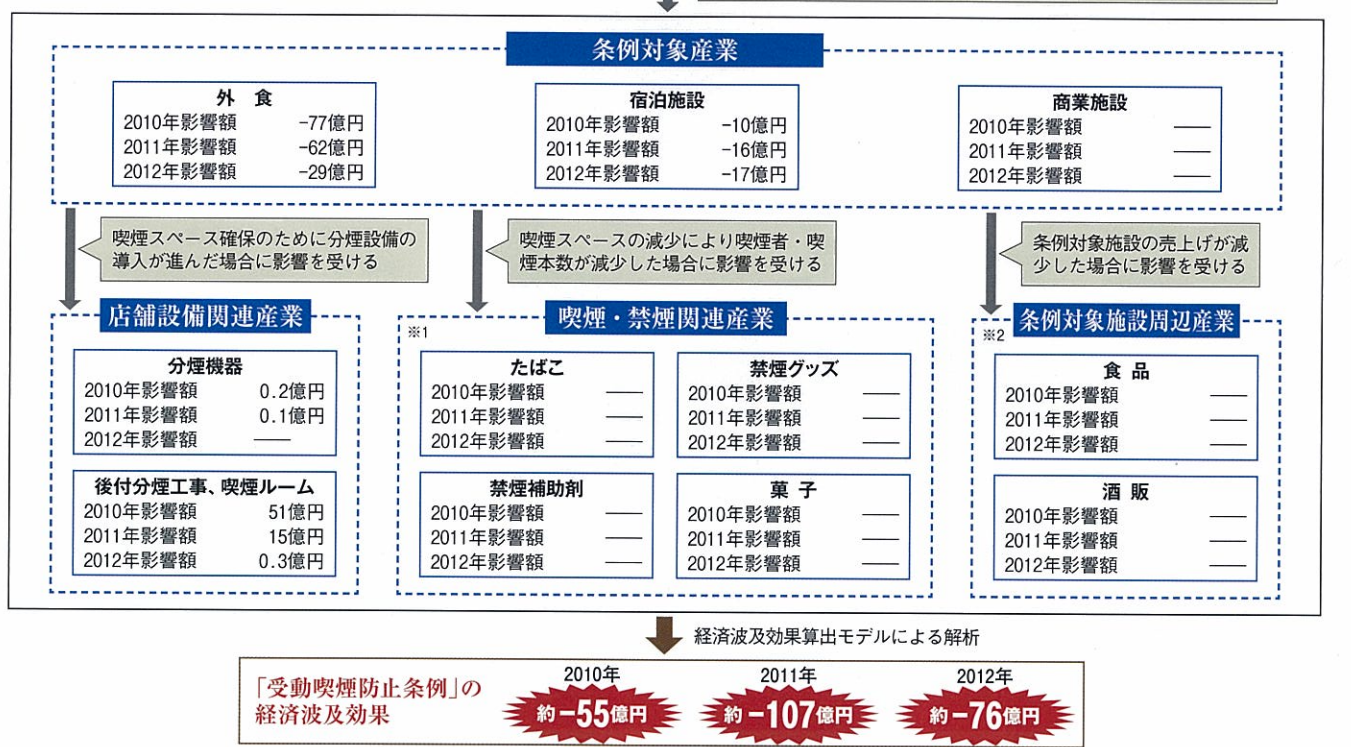 条例対象産業
外 食
2010年影響額 -77億円
2011年影響額 -62億円
2012年影響額 -29億円
宿泊施設
2010年影響額 -10億円
2011年影響額 -16億円
2012年影響額 -17億円
商業施設
2010年影響額 ——
2011年影響額 ——
2012年影響額 ——
喫煙スペース確保のために分煙設備の
導入が進んだ場合に影響を受ける
喫煙スペースの減少により喫煙者・喫
煙本数が減少した場合に影響を受ける
条例対象施設の売上げが減
少した場合に影響を受ける
店舗設備関連産業
分煙機器
2010年影響額 0.2億円
2011年影響額 0.1億円
2012年影響額 ——
後付分煙工事、喫煙ルーム
2010年影響額 51億円
2011年影響額 15億円
2012年影響額 0.3億円
※1
喫煙・禁煙関連産業
たばこ
2010年影響額 ——
2011年影響額 ——
2012年影響額 ——
禁煙グッズ
2010年影響額 ——
2011年影響額 ——
2012年影響額 ——
禁煙補助剤
2010年影響額 ——
2011年影響額 ——
2012年影響額 ——
菓 子
2010年影響額 ——
2011年影響額 ——
2012年影響額 ——
※2
条例対象施設周辺産業
食 品
2010年影響額 ——
2011年影響額 ——
2012年影響額 ——
酒 販
2010年影響額 ——
2011年影響額 ——
2012年影響額 ——
経済波及効果算出モデルによる解析
「受動喫煙防止条例」の
経済波及効果
2010年
約-55億円
2011年
約-107億円
2012年
約-76億円